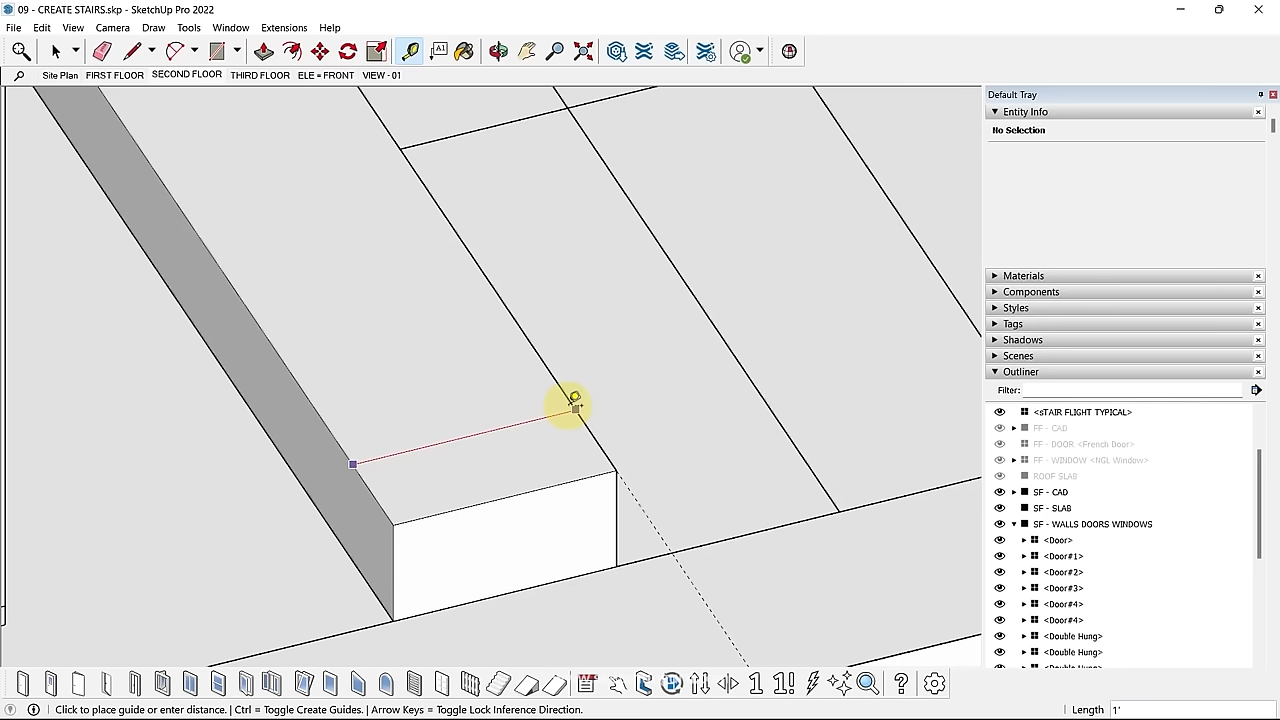 09 - CREATE STAIRS.skp - SketchUp Pro 2022
File Edit View Camera Draw Tools Window Extensions Help
A1
Site Plan FIRST FLOOR SECOND FLOOR THIRD FLOOR ELE = FRONT VIEW - 01
Default Tray
Entity Info
No Selection
Materials
Components
Styles
Tags
Shadows
Scenes
Outliner
Filter:
<sTAIR FLIGHT TYPICAL>
FF - CAD
FF - DOOR <French Door>
FF - WINDOW <NGL Window>
ROOF SLAB
SF - CAD
SF - SLAB
SF - WALLS DOORS WINDOWS
<Door>
<Door#1>
<Door#2>
<Door#3>
<Door#4>
<Door#4>
<Double Hung>
<Double Hung>
1 1! ?
Click to place guide or enter distance. | Ctrl = Toggle Create Guides. | Arrow Keys = Toggle Lock Inference Direction.
Length 1'